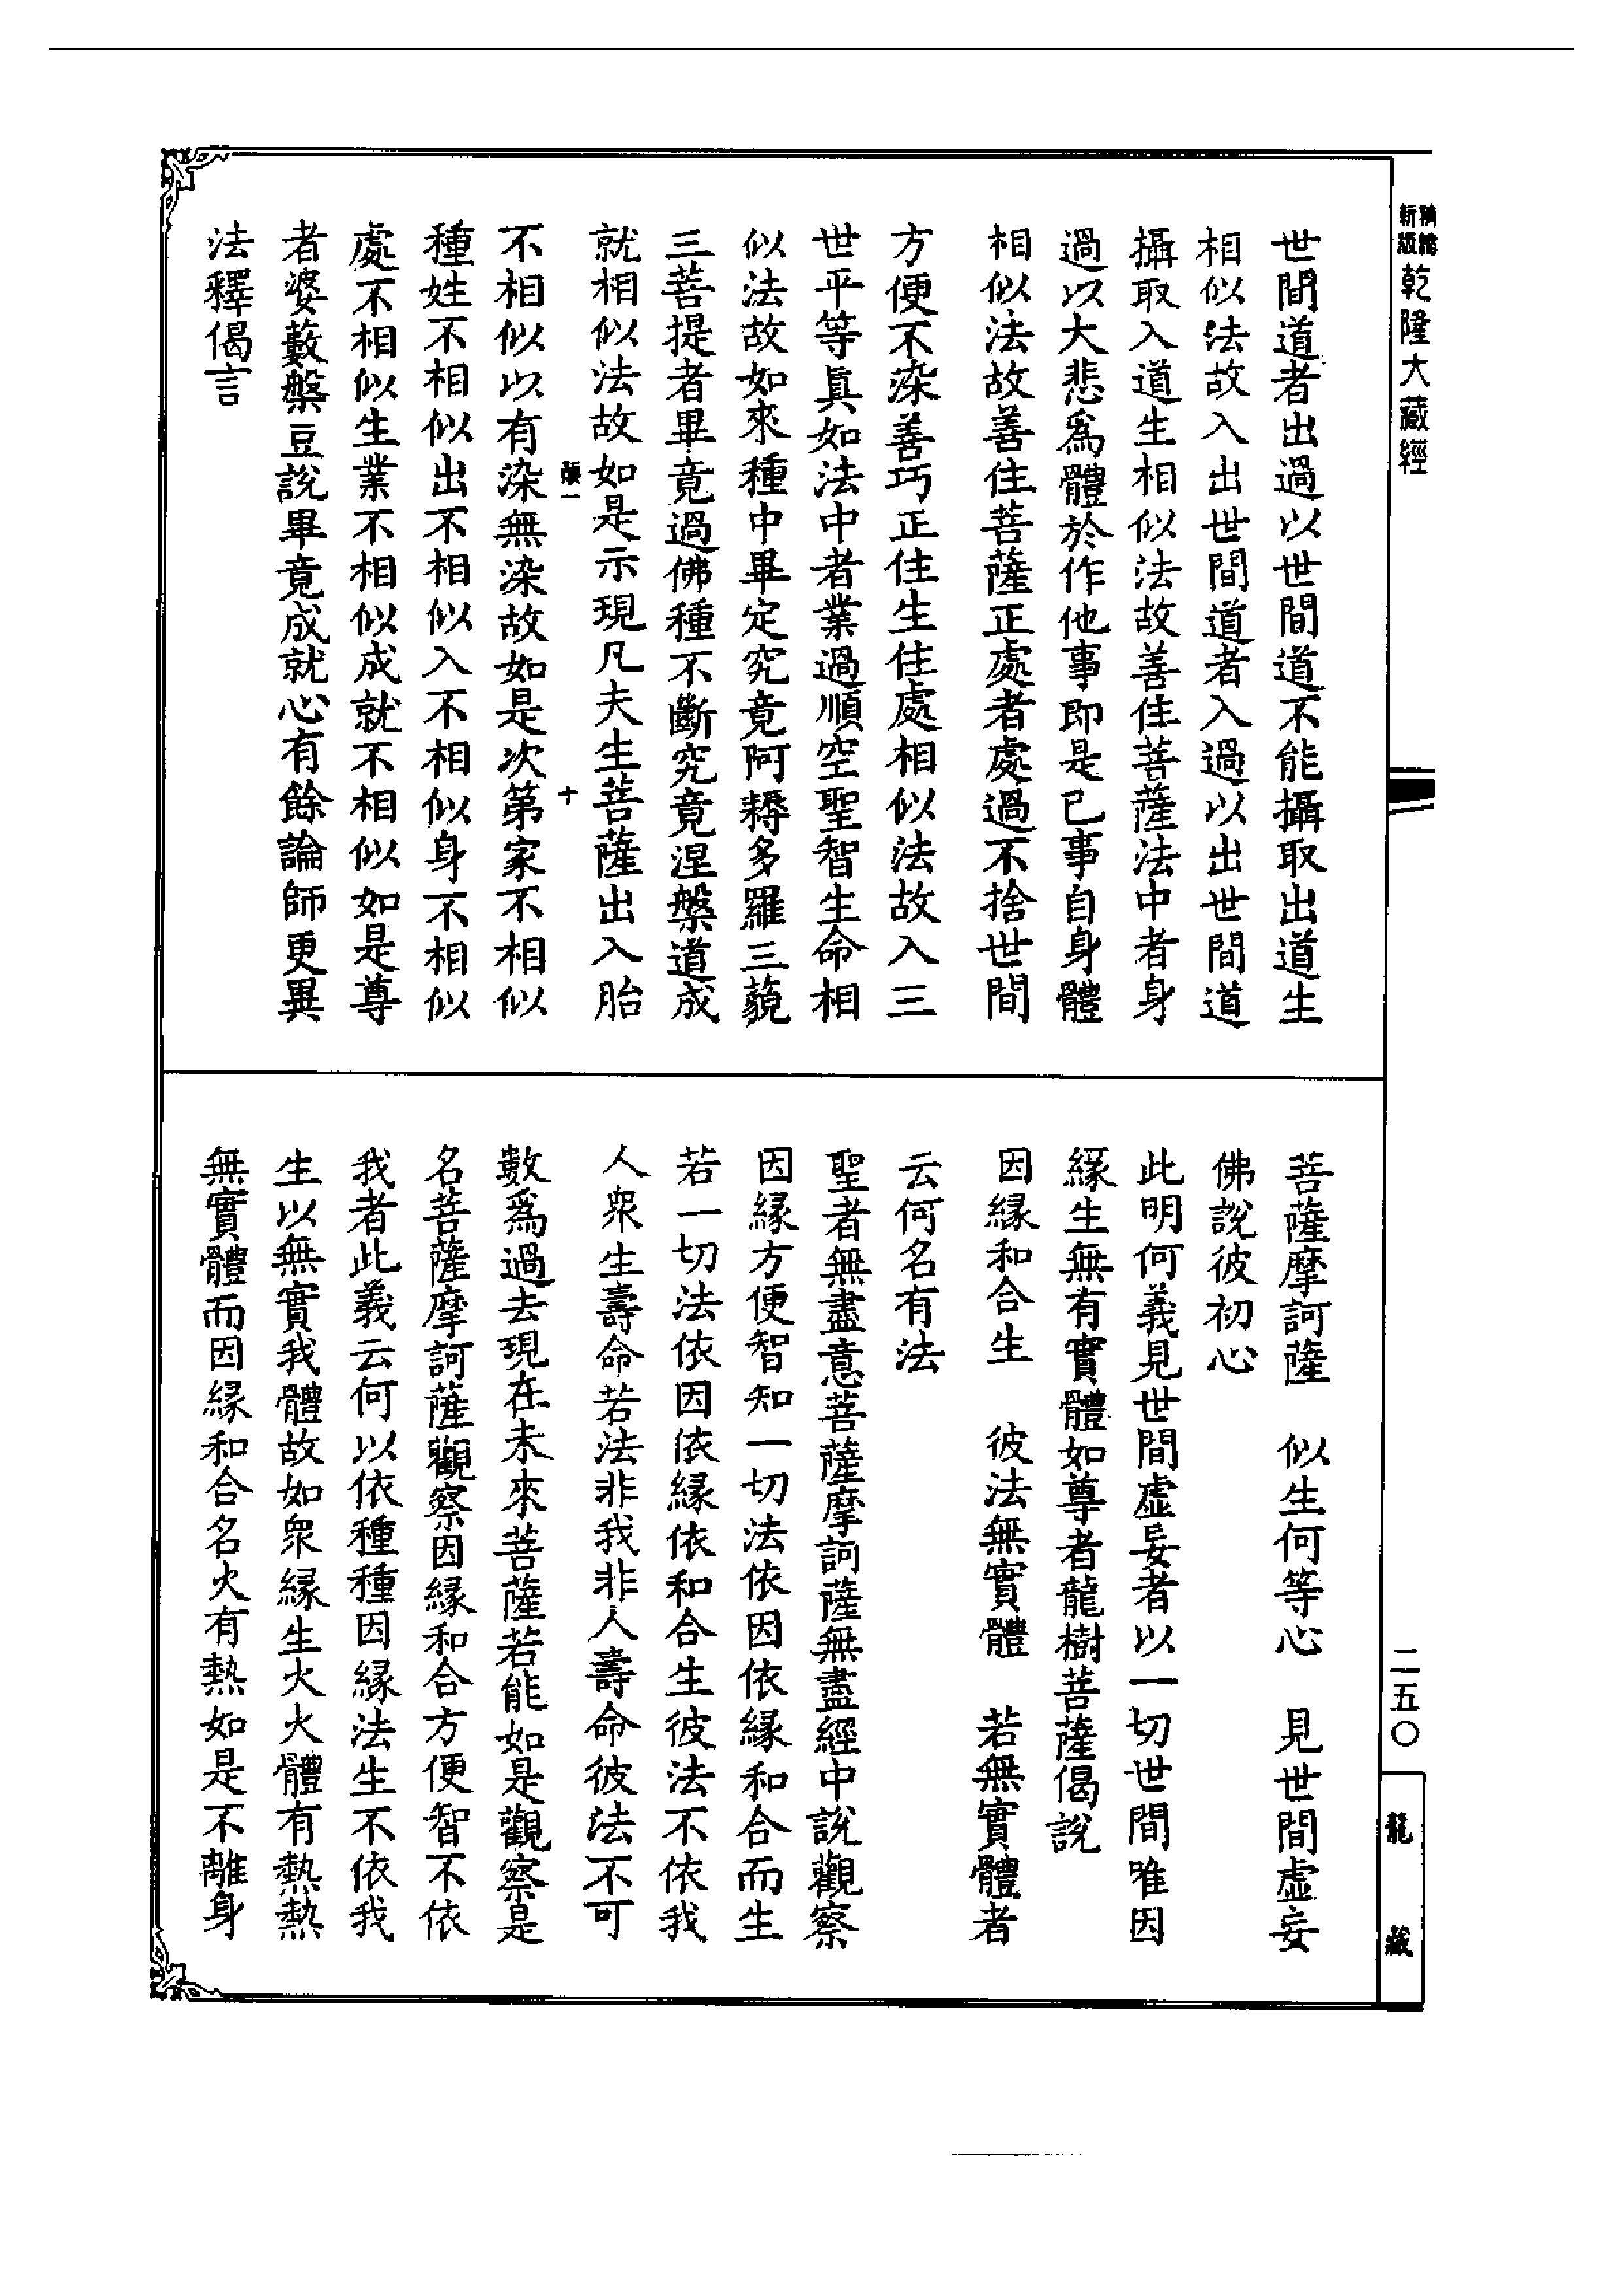 精縮
新版
乾隆大藏經
世間道者出過以世間道不能攝取出道生
相似法故入出世間道者入過以出世間道
攝取入道生相似法故善住菩薩法中者身
過以大悲爲體於作他事即是已事自身體
相似法故善住菩薩正處者處過不捨世間
方便不染善巧正住生住處相似法故入三
世平等眞如法中者業過順空聖智生命相
似法故如來種中畢定究竟阿耨多羅三藐
三菩提者畢竟過佛種不斷究竟涅槃道成
就相似法故如是示現凡夫生菩薩出入胎
十
不相似以有染無染故如是次第家不相似
種姓不相似出不相似入不相似身不相似
處不相似生業不相似成就不相似如是尊
者婆藪槃豆說畢竟成就心有餘論師更異
法釋偈言
菩薩摩訶薩　似生何等心　見世間虛妄
佛說彼初心
此明何義見世間虛妄者以一切世間唯因
緣生無有實體如尊者龍樹菩薩偈說
因緣和合生　彼法無實體　若無實體者
云何名有法
聖者無盡意菩薩摩訶薩無盡經中說觀察
因緣方便智知一切法依因依緣和合而生
若一切法依因依緣依和合生彼法不依我
人衆生壽命若法非我非人壽命彼法不可
數爲過去現在未來菩薩若能如是觀察是
名菩薩摩訶薩觀察因緣和合方便智不依
我者此義云何以依種種因緣法生不依我
生以無實我體故如衆緣生火火體有熱熱
無實體而因緣和合名火有熱如是不離身
二五〇
龍藏